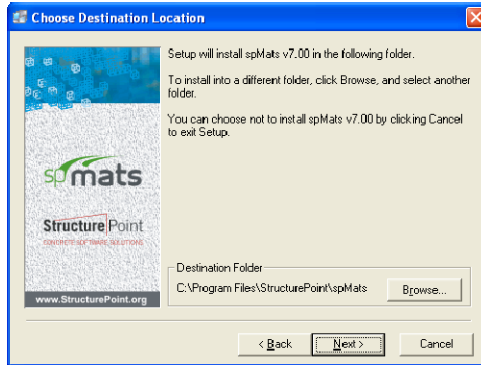 Choose Destination Location
Setup will install spMats v7.00 in the following folder.
To install into a different folder, click Browse, and select another
folder.
You can choose not to install spMats v7.00 by clicking Cancel
to exit Setup.
spmats
Structure Point
CONCRETE SOFTWARE SOLUTIONS
Destination Folder
C:\Program Files\StructurePoint\spMats
Browse...
www.StructurePoint.org
< Back
Next >
Cancel